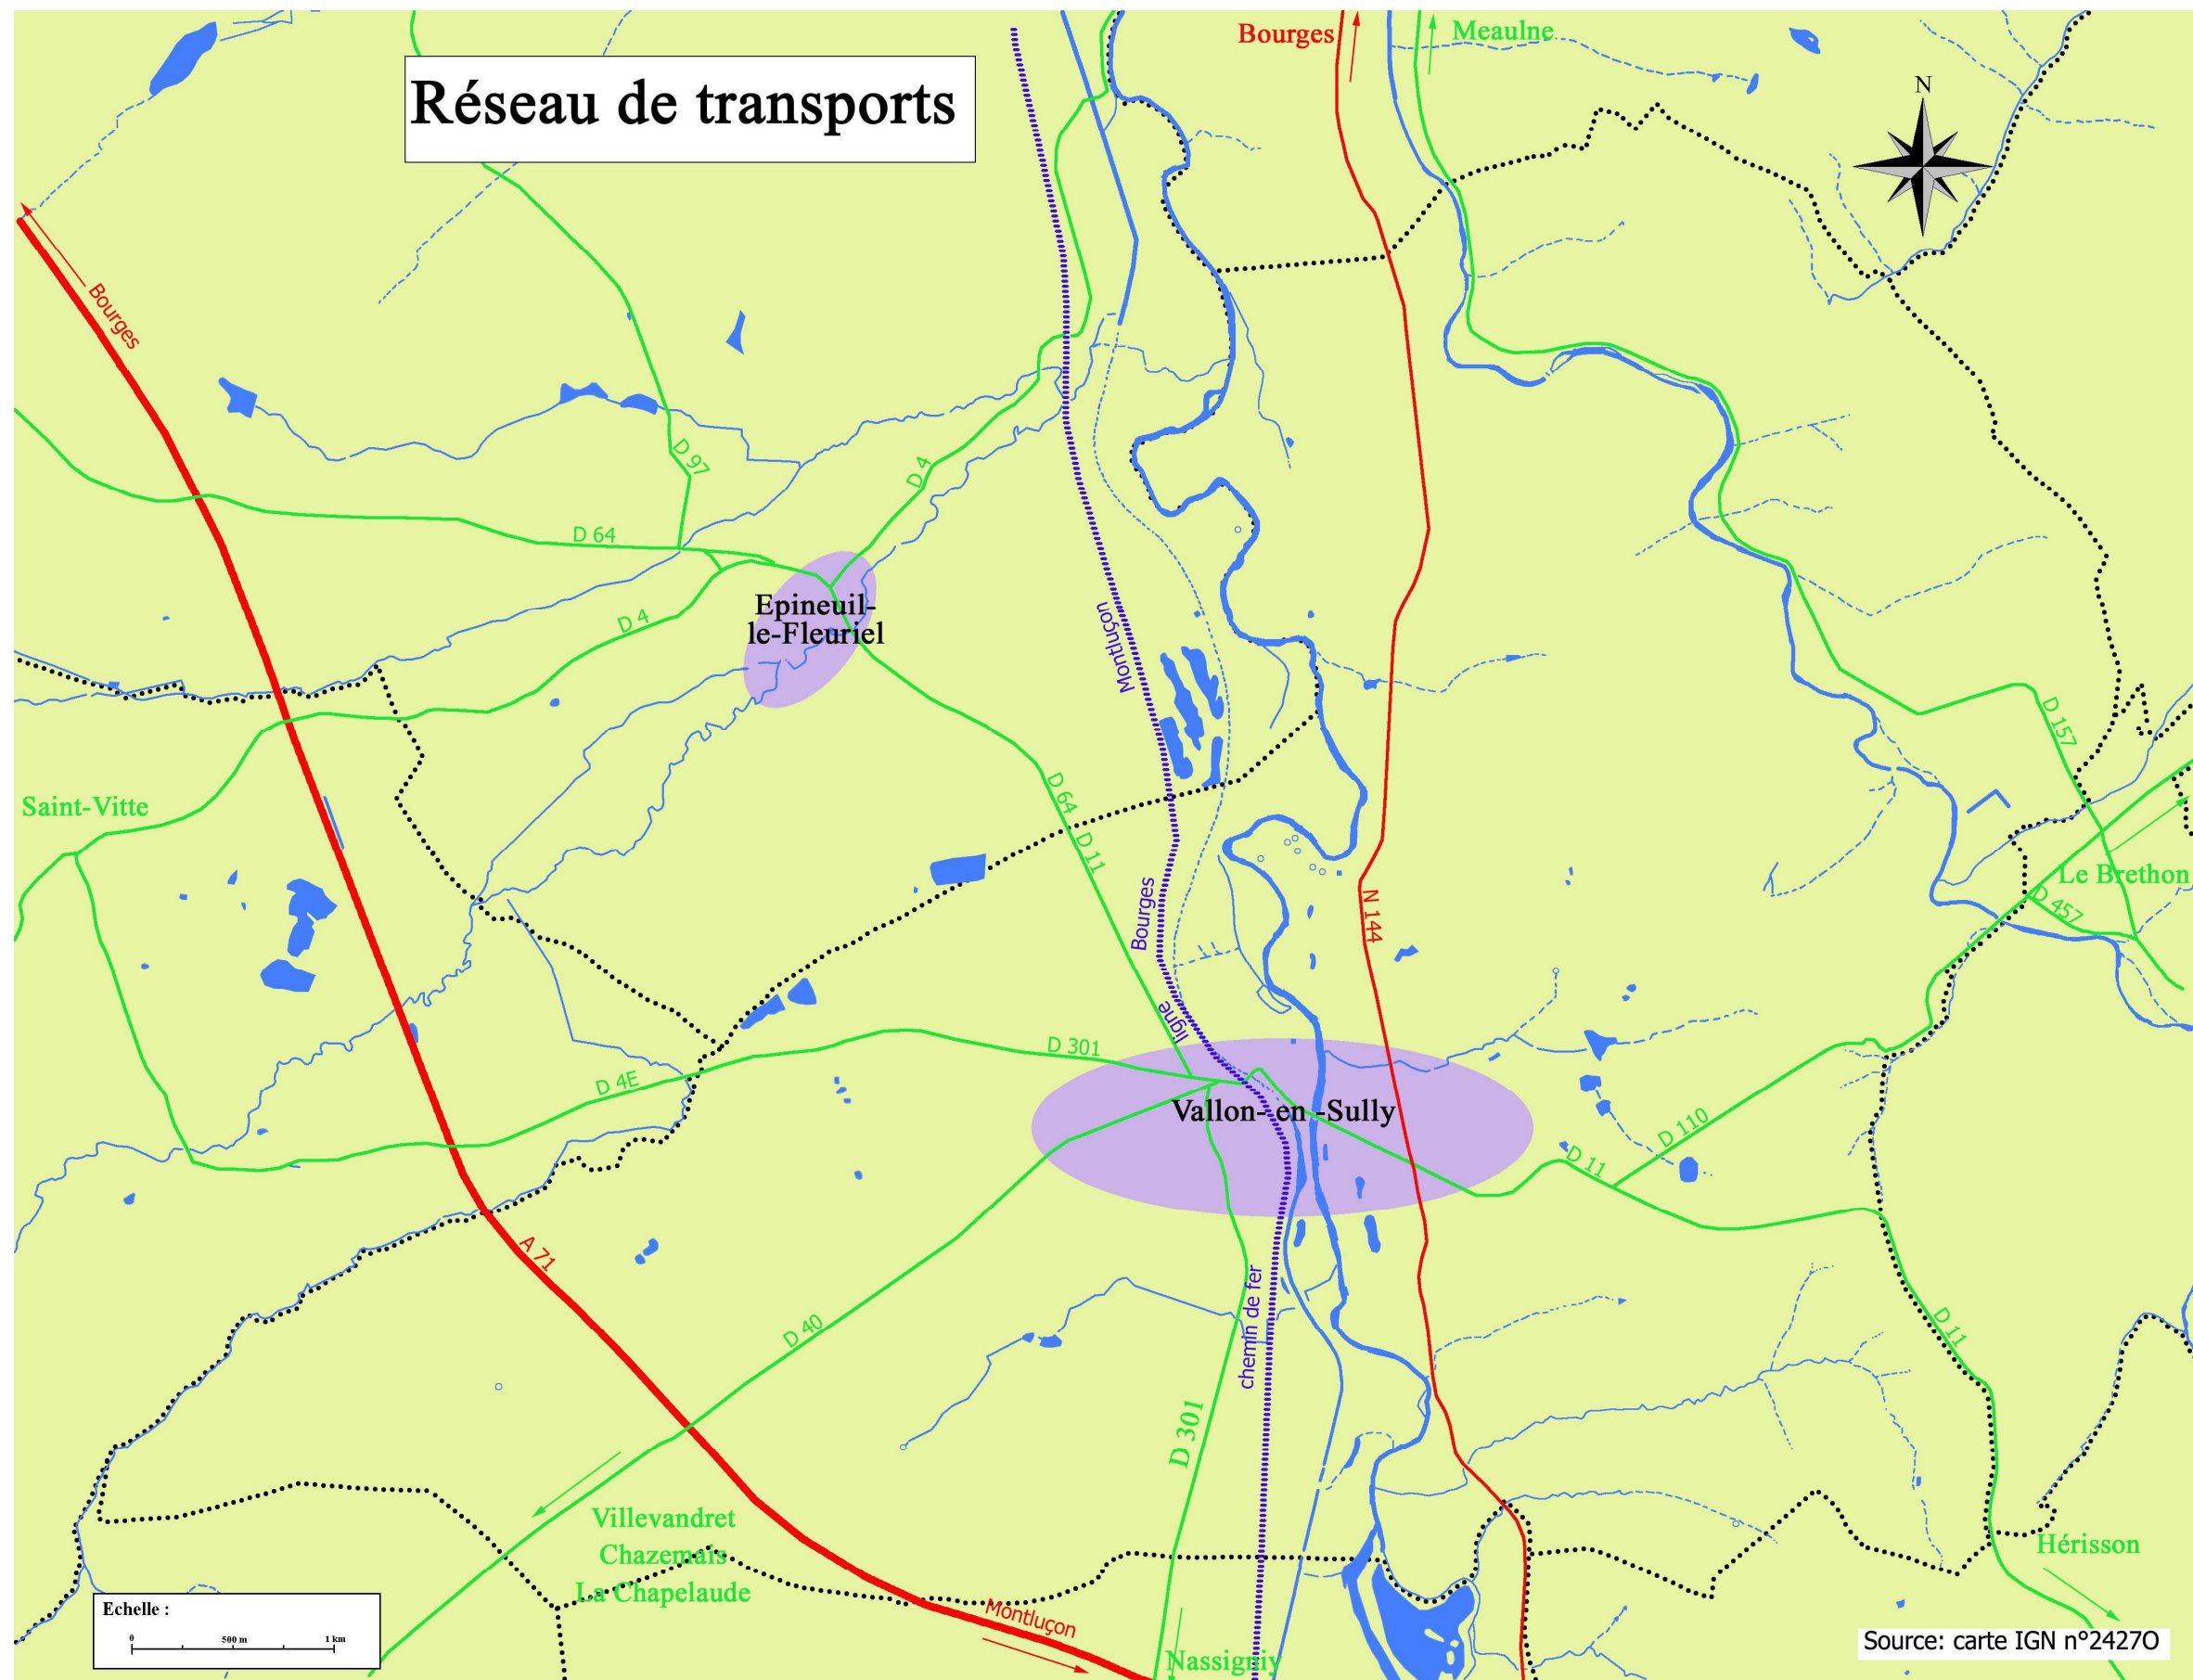 Bourges
Meaulne
Réseau de transports
N
Bourges
D 97
D 4
D 64
Epineuil-
le-Fleuriel
D 4
Montluçon
D 157
D 64
D 11
Saint-Vitte
Le Brethon
D 457
Bourges
N 144
ligne
D 301
D 4E
Vallon- en -Sully
D 110
D 11
A 71
D 40
chemin de fer
D 11
D 301
Villevandret
Chazemais
La Chapelaude
Hérisson
Echelle :
0 500 m 1 km
Montluçon
Nassigniy
Source: carte IGN n°2427O